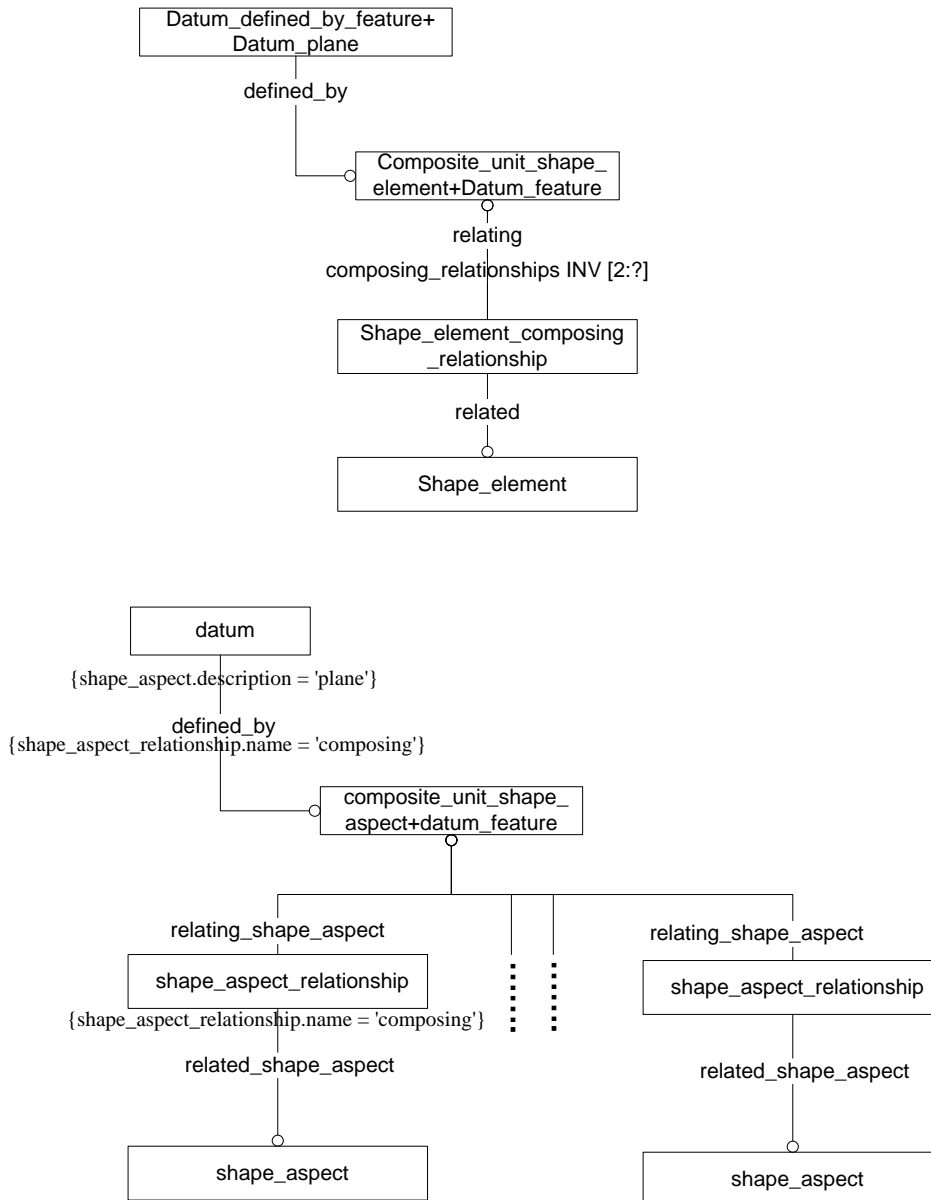 Datum_defined_by_feature+
Datum_plane
defined_by
Composite_unit_shape_
element+Datum_feature
relating
composing_relationships INV [2:?]
Shape_element_composing
_relationship
related
Shape_element
datum
{shape_aspect.description = 'plane'}
defined_by
{shape_aspect_relationship.name = 'composing'}
composite_unit_shape_
aspect+datum_feature
relating_shape_aspect
relating_shape_aspect
shape_aspect_relationship
shape_aspect_relationship
{shape_aspect_relationship.name = 'composing'}
related_shape_aspect
related_shape_aspect
shape_aspect
shape_aspect